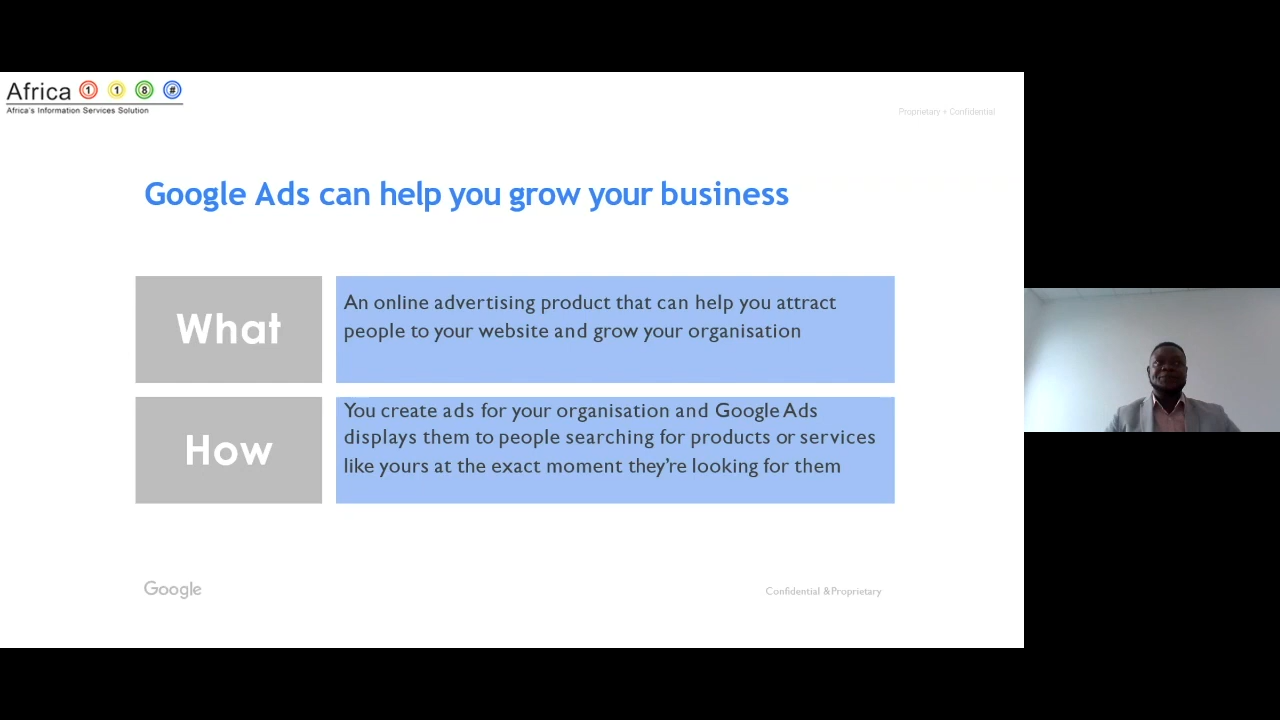 Africa 1 1 8 #
Africa's Information Services Solution
Proprietary + Confidential
Google Ads can help you grow your business
What
An online advertising product that can help you attract
people to your website and grow your organisation
How
You create ads for your organisation and Google Ads
displays them to people searching for products or services
like yours at the exact moment they're looking for them
Google
Confidential &Proprietary